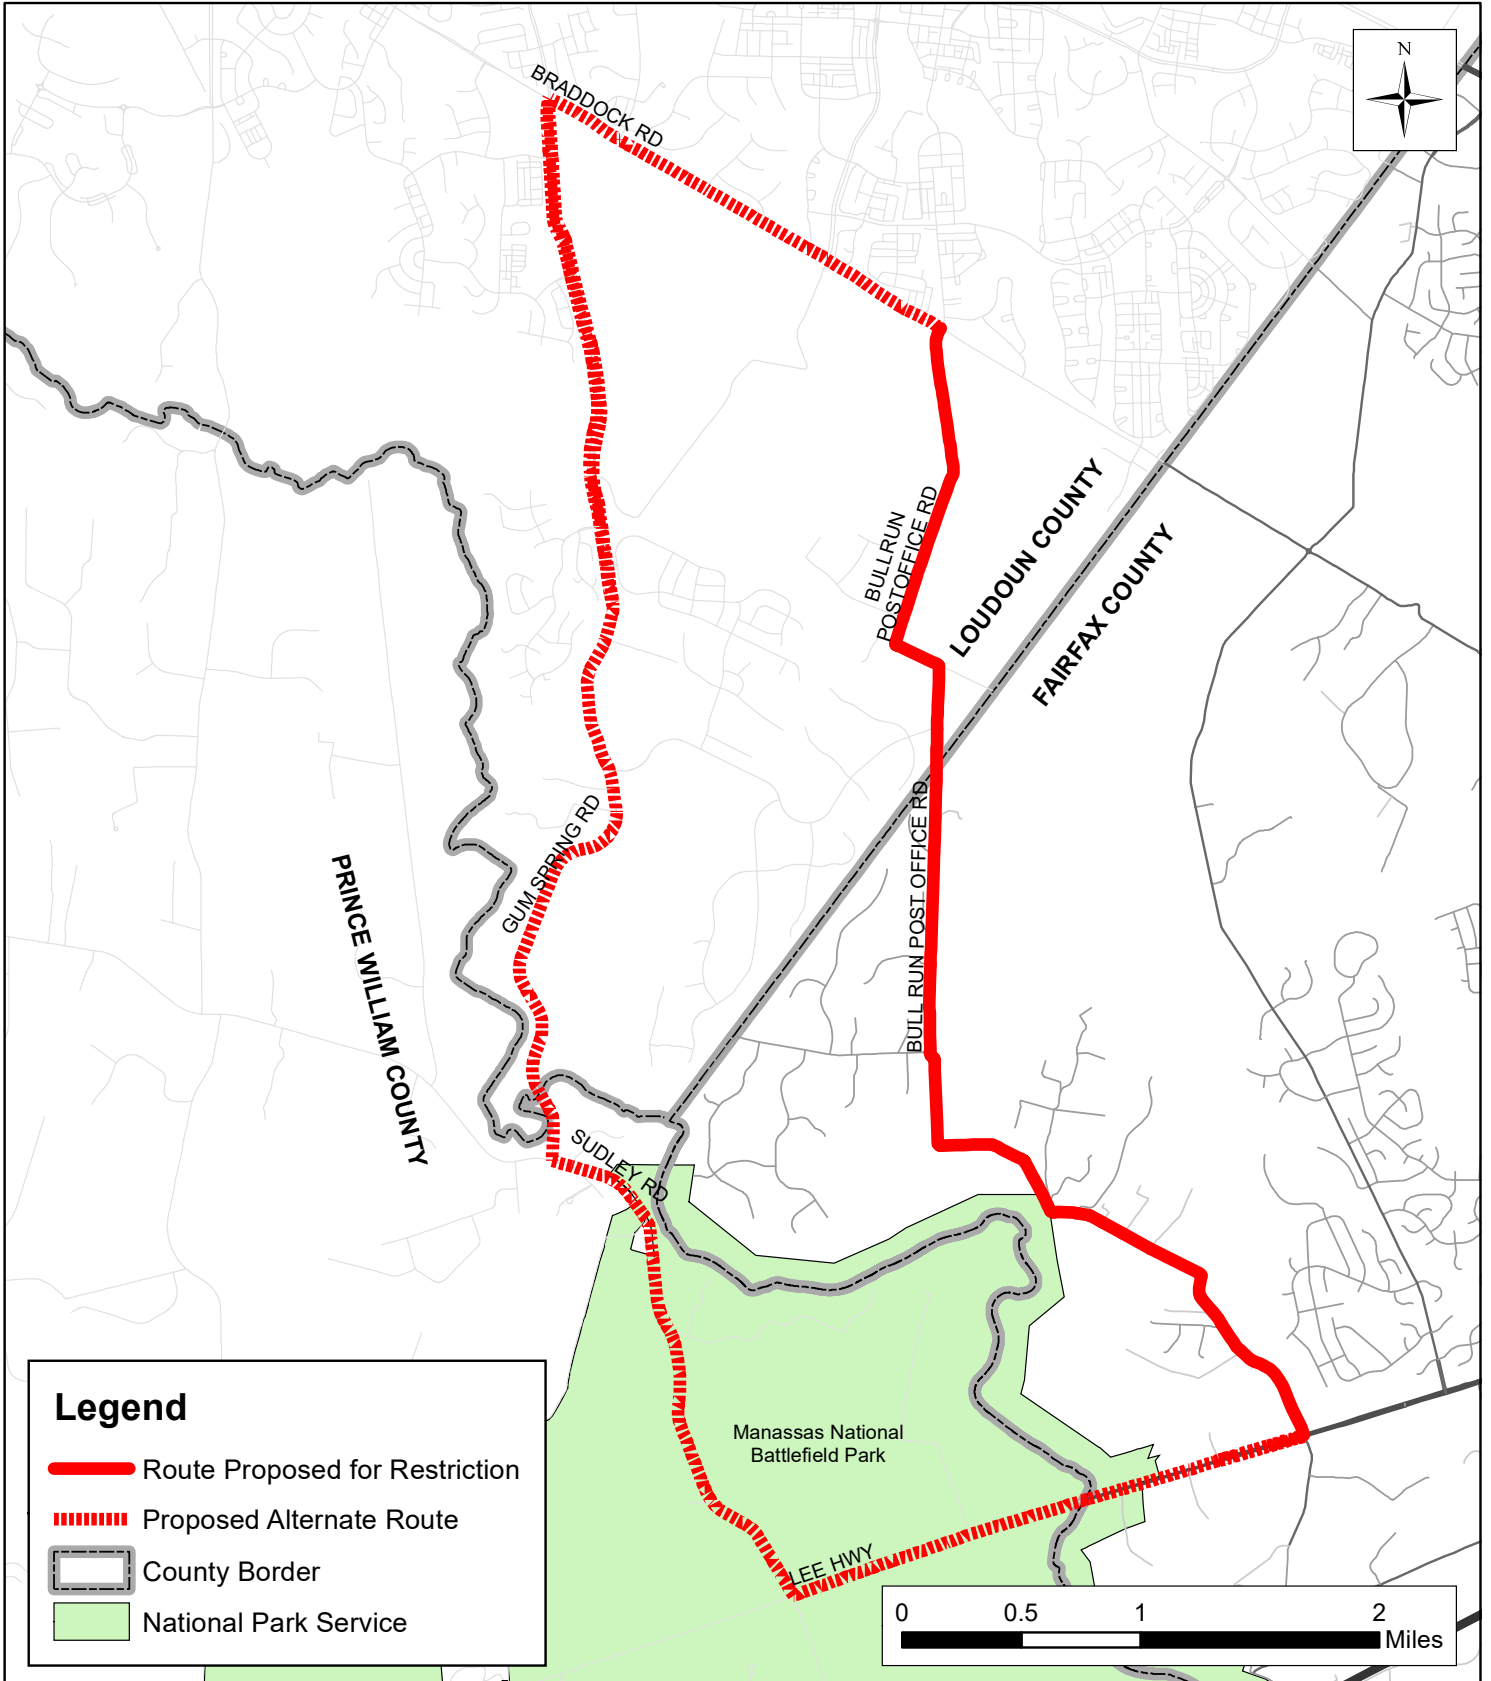 N
BRADDOCK RD
BULLRUN
POSTOFFICE RD
LOUDOUN COUNTY
FAIRFAX COUNTY
GUM SPRING RD
BULL RUN POST OFFICE RD
PRINCE WILLIAM COUNTY
SUDLEY RD
Manassas National
Battlefield Park
LEE HWY
Legend
Route Proposed for Restriction
Proposed Alternate Route
County Border
National Park Service
0 0.5 1 2
Miles